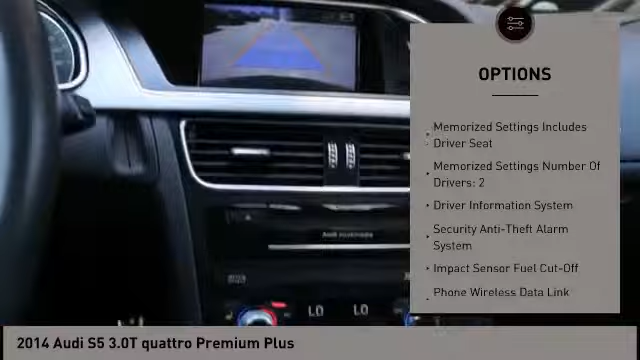 OPTIONS
Memorized Settings Includes
Driver Seat
Memorized Settings Number Of
Drivers: 2
Driver Information System
Security Anti-Theft Alarm
System
Impact Sensor Fuel Cut-Off
Phone Wireless Data Link
Audi multimedia
LO LO
2014 Audi S5 3.0T quattro Premium Plus